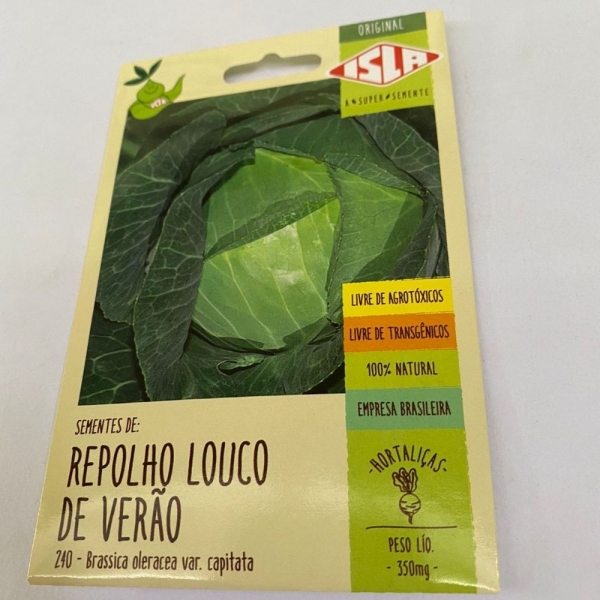 ORIGINAL
ISLA
A SUPER SEMENTE
LIVRE DE AGROTÓXICOS
LIVRE DE TRANSGÊNICOS
100% NATURAL
EMPRESA BRASILEIRA
SEMENTES DE:
REPOLHO LOUCO
DE VERÃO
240 - Brassica oleracea var. capitata
-HORTALIÇAS-
PESO LÍQ.
- 350mg -